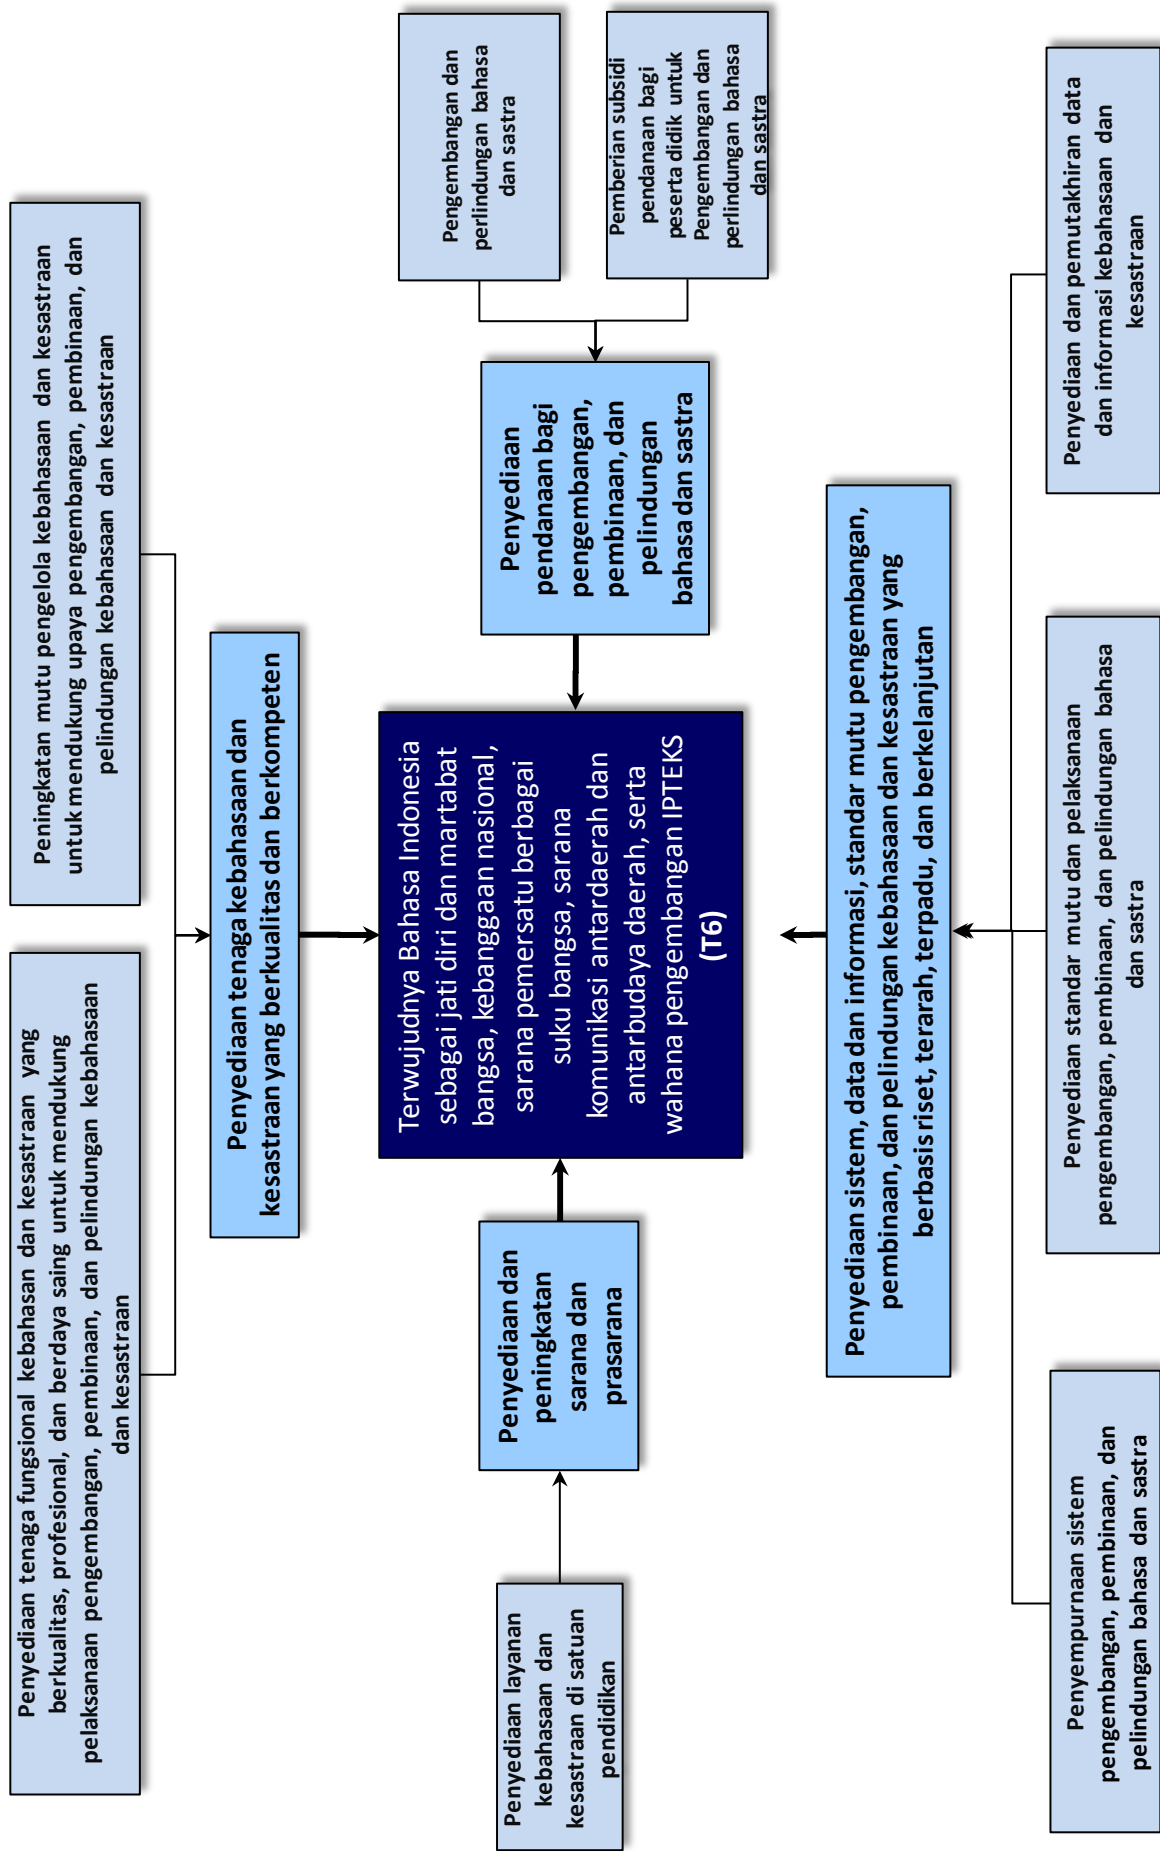 Penyediaan tenaga fungsional kebahasan dan kesastraan yang
berkualitas, profesional, dan berdaya saing untuk mendukung
pelaksanaan pengembangan, pembinaan, dan pelindungan kebahasaan
dan kesastraan
Peningkatan mutu pengelola kebahasaan dan kesastraan
untuk mendukung upaya pengembangan, pembinaan, dan
pelindungan kebahasaan dan kesastraan
Penyediaan tenaga kebahasaan dan
kesastraan yang berkualitas dan berkompeten
Penyediaan layanan
kebahasaan dan
kesastraan di satuan
pendidikan
Penyediaan dan
peningkatan
sarana dan
prasarana
Terwujudnya Bahasa Indonesia
sebagai jati diri dan martabat
bangsa, kebanggaan nasional,
sarana pemersatu berbagai
suku bangsa, sarana
komunikasi antardaerah dan
antarbudaya daerah, serta
wahana pengembangan IPTEKS
(T6)
Penyediaan
pendanaan bagi
pengembangan,
pembinaan, dan
pelindungan
bahasa dan sastra
Pengembangan dan
perlindungan bahasa
dan sastra
Pemberian subsidi
pendanaan bagi
peserta didik untuk
Pengembangan dan
perlindungan bahasa
dan sastra
Penyediaan sistem, data dan informasi, standar mutu pengembangan,
pembinaan, dan pelindungan kebahasaan dan kesastraan yang
berbasis riset, terarah, terpadu, dan berkelanjutan
Penyempurnaan sistem
pengembangan, pembinaan, dan
pelindungan bahasa dan sastra
Penyediaan standar mutu dan pelaksanaan
pengembangan, pembinaan, dan pelindungan bahasa
dan sastra
Penyediaan dan pemutakhiran data
dan informasi kebahasaan dan
kesastraan